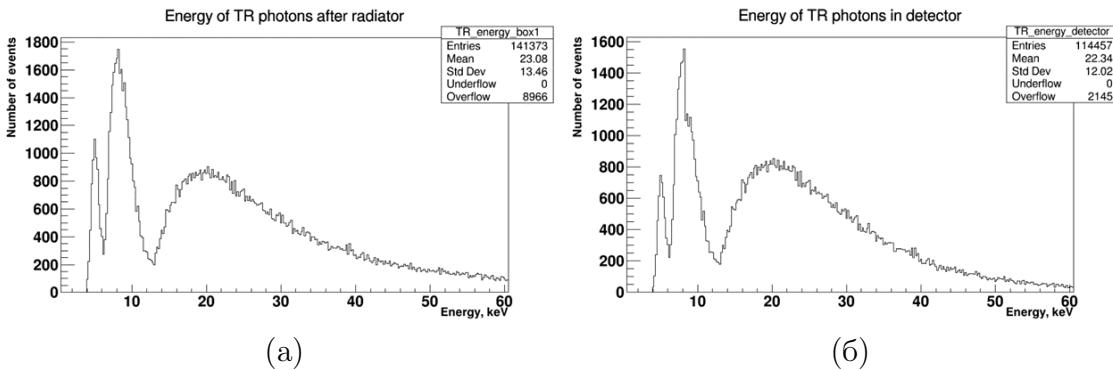 Energy of TR photons after radiator
TR_energy_box1
Entries 141373
Mean 23.08
Std Dev 13.46
Underflow 0
Overflow 8966
Number of events
1800
1600
1400
1200
1000
800
600
400
200
0
10 20 30 40 50 60
Energy, keV
(а)
Energy of TR photons in detector
TR_energy_detector
Entries 114457
Mean 22.34
Std Dev 12.02
Underflow 0
Overflow 2145
Number of events
1600
1400
1200
1000
800
600
400
200
0
10 20 30 40 50 60
Energy, keV
(б)